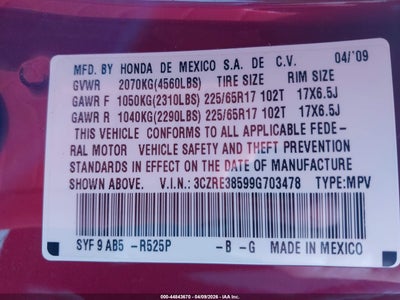 MFD. BY HONDA DE MEXICO S.A. DE C.V. 04/'09
GVWR 2070KG(4560LBS) TIRE SIZE RIM SIZE
GAWR F 1050KG(2310LBS) 225/65R17 102T 17X6.5J
GAWR R 1040KG(2290LBS) 225/65R17 102T 17X6.5J
THIS VEHICLE CONFORMS TO ALL APPLICABLE FEDE-
RAL MOTOR VEHICLE SAFETY AND THEFT PREVENTION
STANDARDS IN EFFECT ON THE DATE OF MANUFACTURE
SHOWN ABOVE. V.I.N.:3CZRE38599G703478 TYPE:MPV
SYF 9 AB5 -R525P -B -G MADE IN MEXICO
000-44843670 - 04/09/2026 - IAA Inc.